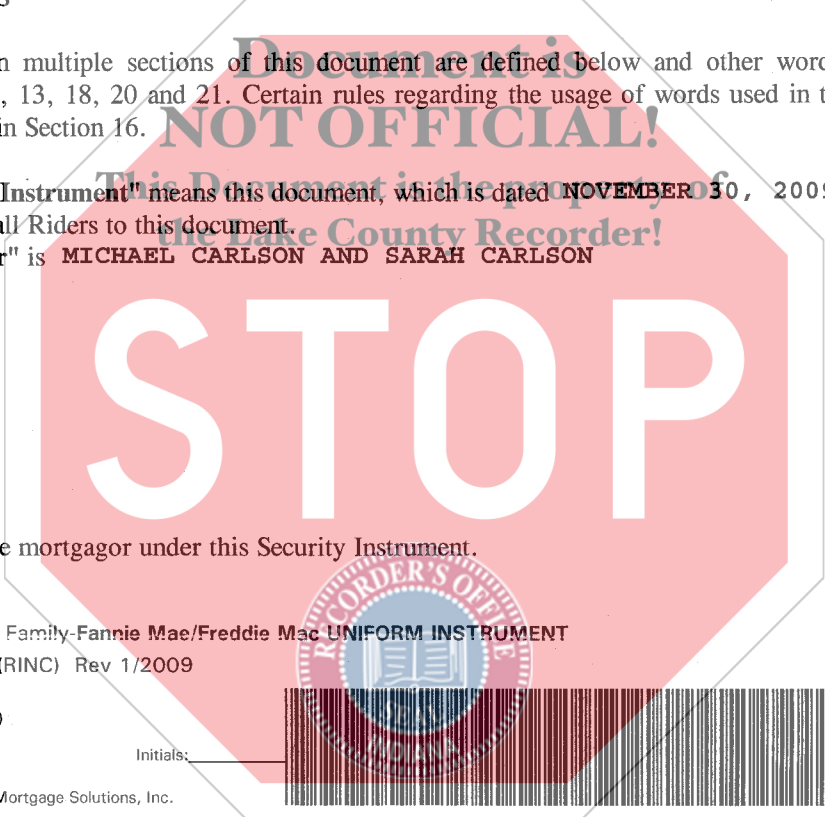 n multiple sections of this document are defined below and other word
, 13, 18, 20 and 21. Certain rules regarding the usage of words used in t
in Section 16.
Instrument" means this document, which is dated NOVEMBER 30, 2009
all Riders to this document.
r" is MICHAEL CARLSON AND SARAH CARLSON
Document is
NOT OFFICIAL!
This Document is the property of
the Lake County Recorder!
STOP
e mortgagor under this Security Instrument.
RECORDER'S OFFICE
SEAL
INDIANA
Family-Fannie Mae/Freddie Mac UNIFORM INSTRUMENT
(RINC) Rev 1/2009
)
Initials:
Mortgage Solutions, Inc.